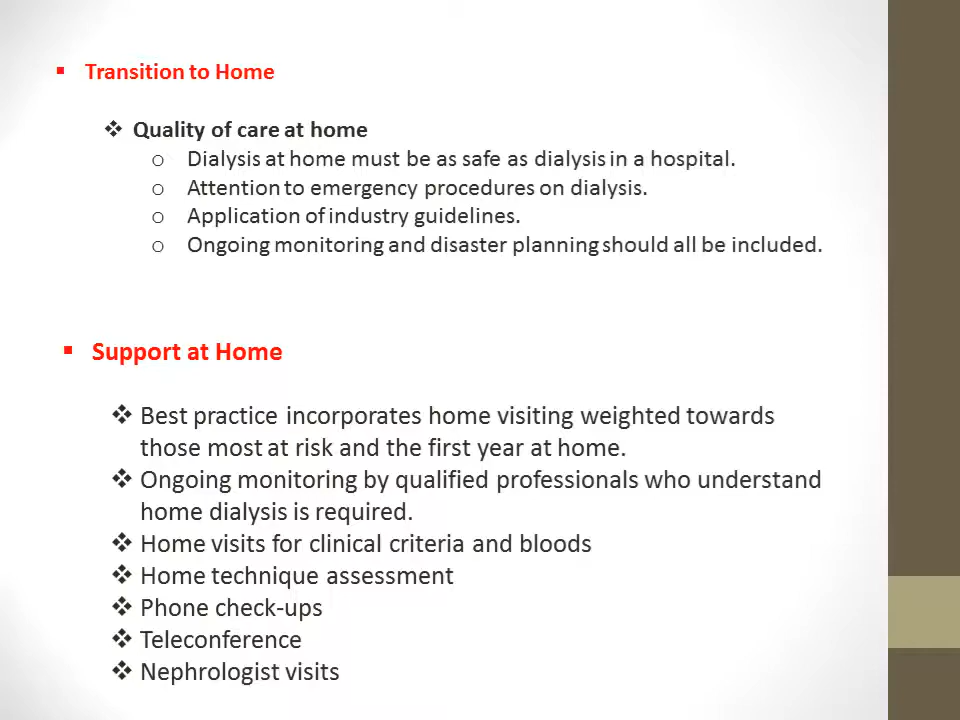 ▪ Transition to Home
❖ Quality of care at home
o Dialysis at home must be as safe as dialysis in a hospital.
o Attention to emergency procedures on dialysis.
o Application of industry guidelines.
o Ongoing monitoring and disaster planning should all be included.
▪ Support at Home
❖ Best practice incorporates home visiting weighted towards
those most at risk and the first year at home.
❖ Ongoing monitoring by qualified professionals who understand
home dialysis is required.
❖ Home visits for clinical criteria and bloods
❖ Home technique assessment
❖ Phone check-ups
❖ Teleconference
❖ Nephrologist visits